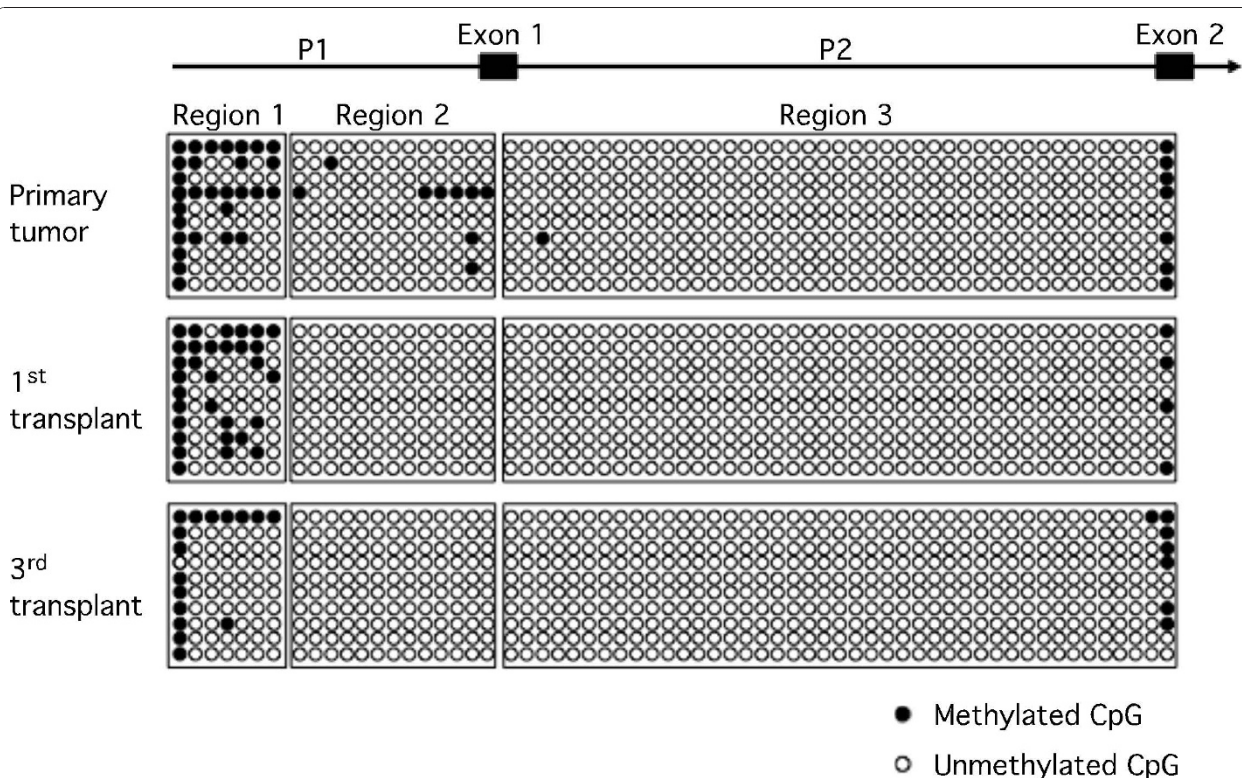 P1 Exon 1 P2 Exon 2
Region 1 Region 2 Region 3
Primary
tumor
1st
transplant
3rd
transplant
Methylated CpG
Unmethylated CpG